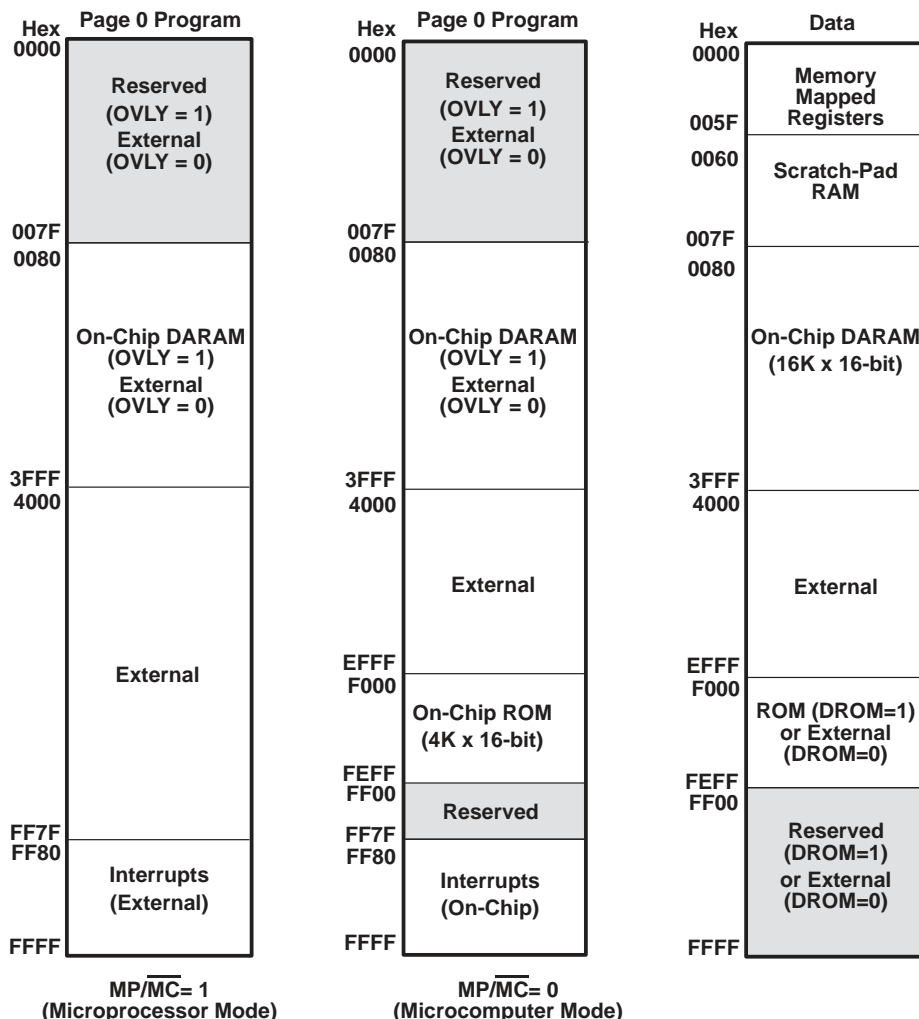 Hex
Page 0 Program
0000
Reserved
(OVLY = 1)
External
(OVLY = 0)
007F
0080
On-Chip DARAM
(OVLY = 1)
External
(OVLY = 0)
3FFF
4000
External
FF7F
FF80
Interrupts
(External)
FFFF
MP/M̅C̅= 1
(Microprocessor Mode)
Hex
Page 0 Program
0000
Reserved
(OVLY = 1)
External
(OVLY = 0)
007F
0080
On-Chip DARAM
(OVLY = 1)
External
(OVLY = 0)
3FFF
4000
External
EFFF
F000
On-Chip ROM
(4K x 16-bit)
FEFF
FF00
Reserved
FF7F
FF80
Interrupts
(On-Chip)
FFFF
MP/M̅C̅= 0
(Microcomputer Mode)
Hex
Data
0000
Memory
Mapped
Registers
005F
0060
Scratch-Pad
RAM
007F
0080
On-Chip DARAM
(16K x 16-bit)
3FFF
4000
External
EFFF
F000
ROM (DROM=1)
or External
(DROM=0)
FEFF
FF00
Reserved
(DROM=1)
or External
(DROM=0)
FFFF